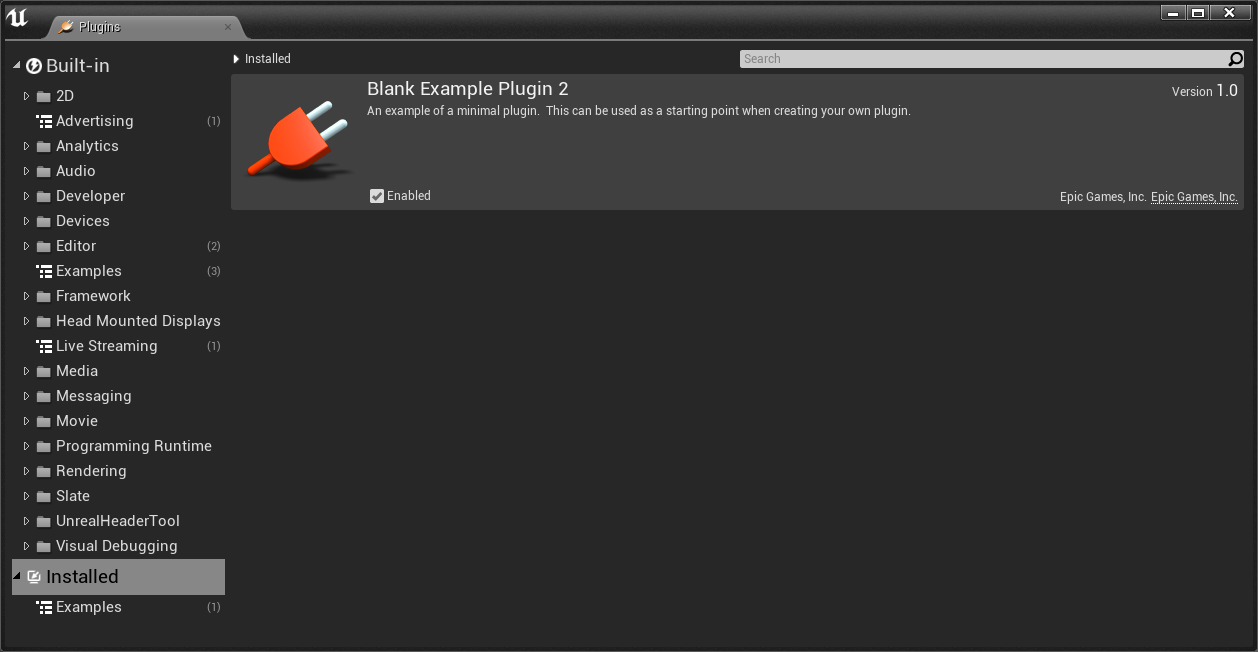 Plugins
Built-in
2D
Advertising (1)
Analytics
Audio
Developer
Devices
Editor (2)
Examples (3)
Framework
Head Mounted Displays
Live Streaming (1)
Media
Messaging
Movie
Programming Runtime
Rendering
Slate
UnrealHeaderTool
Visual Debugging
Installed
Examples (1)
Installed
Search
Blank Example Plugin 2
Version 1.0
An example of a minimal plugin.  This can be used as a starting point when creating your own plugin.
Enabled
Epic Games, Inc. Epic Games, Inc.